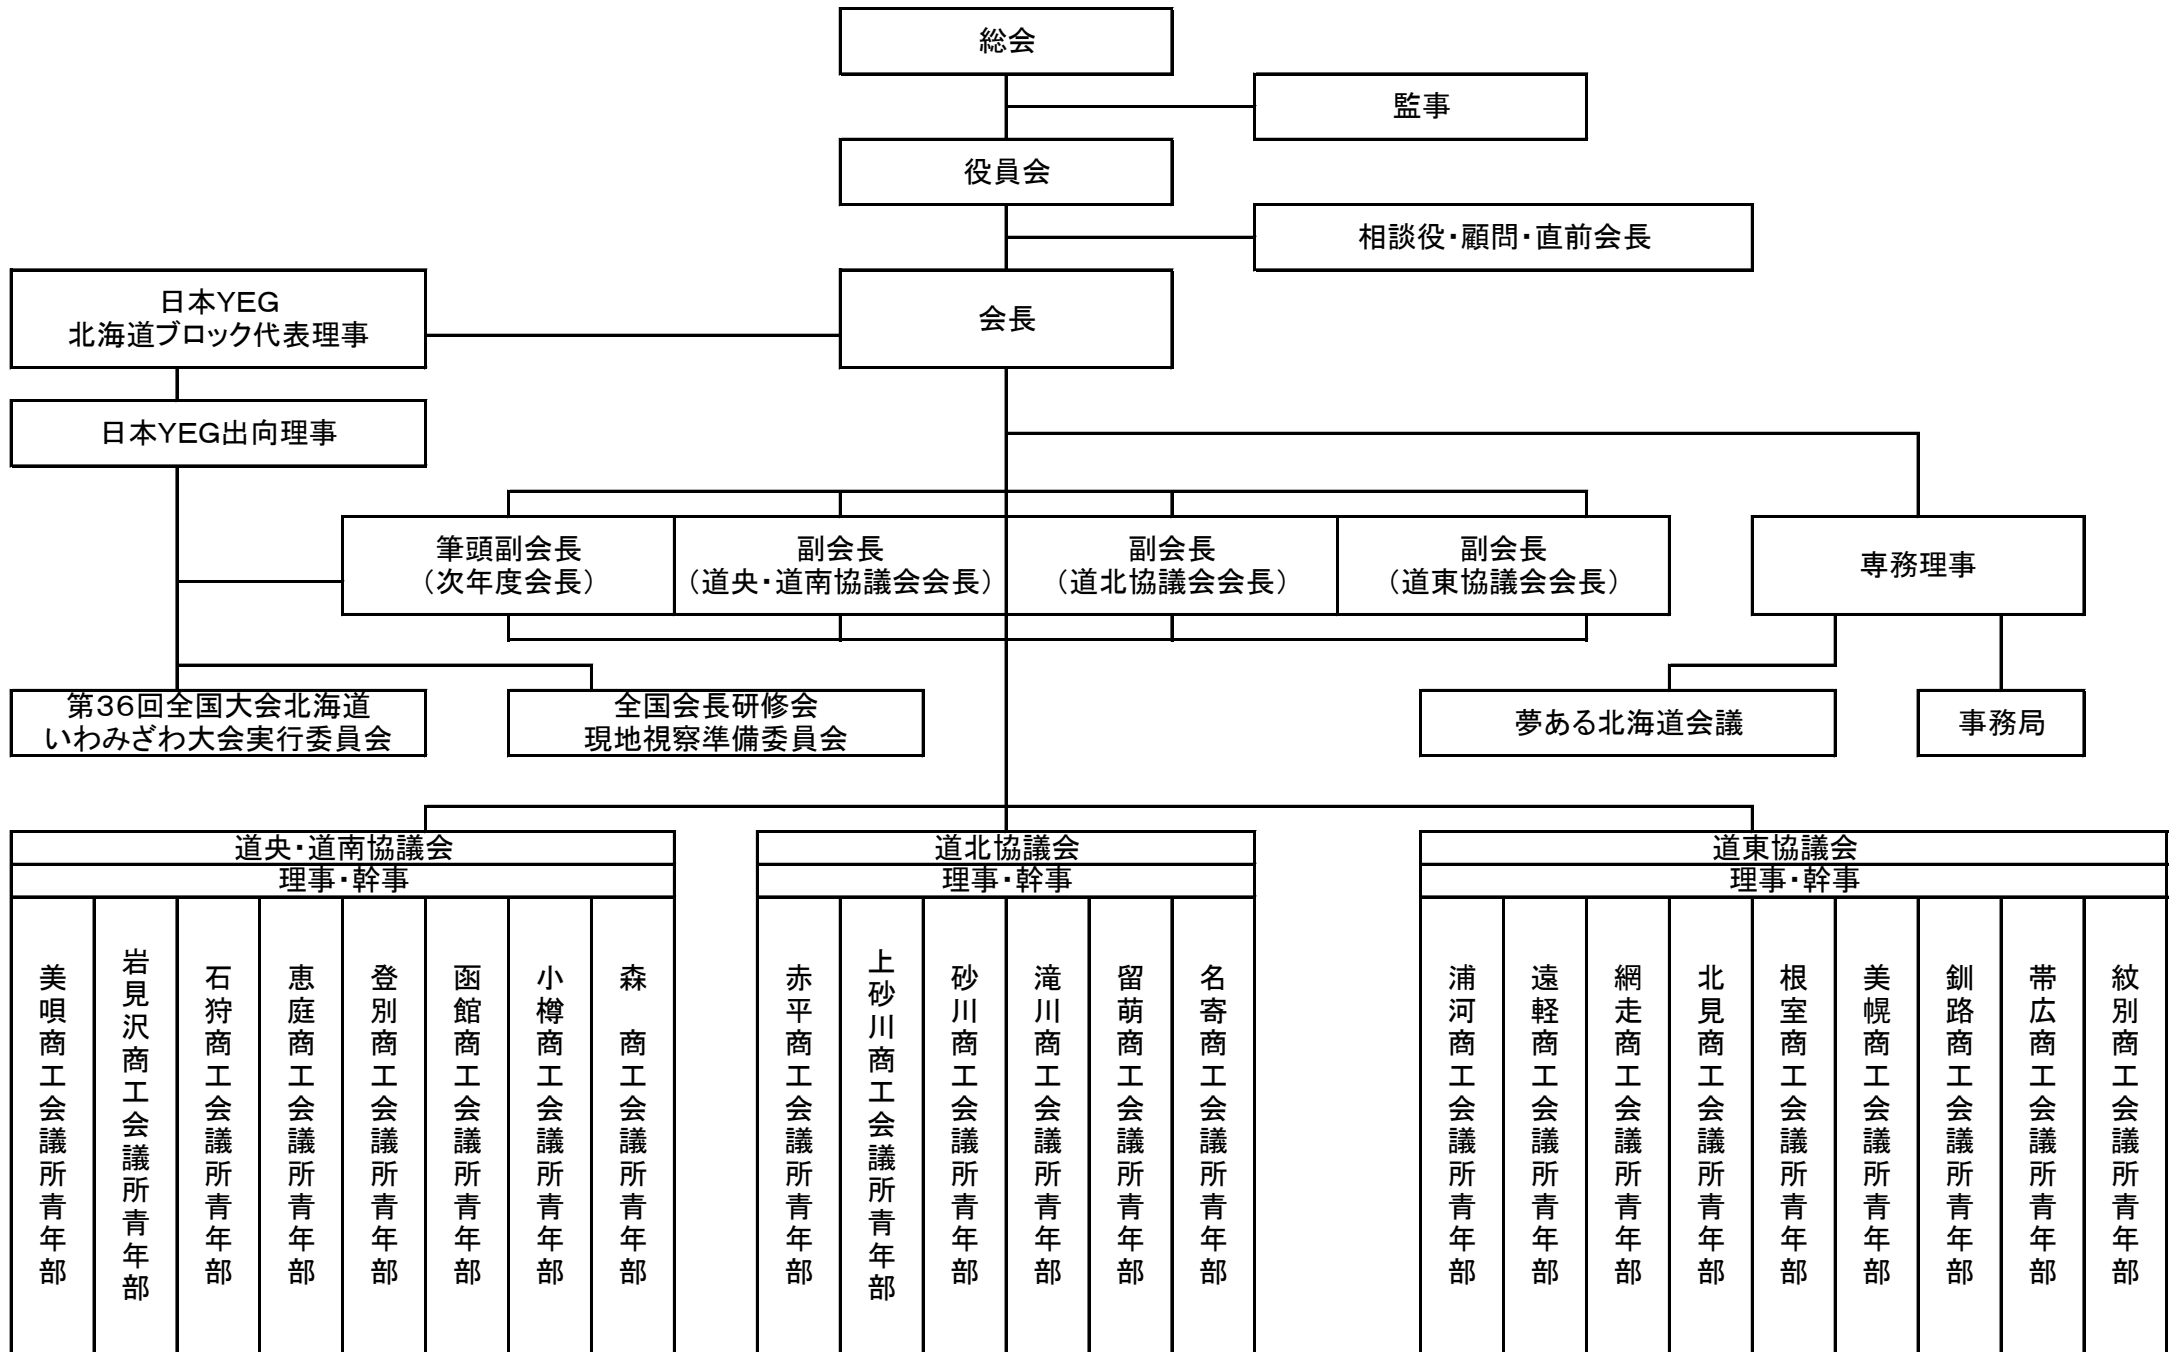 総会
監事
役員会
相談役・顧問・直前会長
日本YEG
北海道ブロック代表理事
会長
日本YEG出向理事
筆頭副会長
（次年度会長）
副会長
（道央・道南協議会会長）
副会長
（道北協議会会長）
副会長
（道東協議会会長）
専務理事
第３６回全国大会北海道
いわみざわ大会実行委員会
全国会長研修会
現地視察準備委員会
夢ある北海道会議
事務局
道央・道南協議会
理事・幹事
美唄商工会議所青年部
岩見沢商工会議所青年部
石狩商工会議所青年部
恵庭商工会議所青年部
登別商工会議所青年部
函館商工会議所青年部
小樽商工会議所青年部
森　商工会議所青年部
道北協議会
理事・幹事
赤平商工会議所青年部
上砂川商工会議所青年部
砂川商工会議所青年部
滝川商工会議所青年部
留萌商工会議所青年部
名寄商工会議所青年部
道東協議会
理事・幹事
浦河商工会議所青年部
遠軽商工会議所青年部
網走商工会議所青年部
北見商工会議所青年部
根室商工会議所青年部
美幌商工会議所青年部
釧路商工会議所青年部
帯広商工会議所青年部
紋別商工会議所青年部